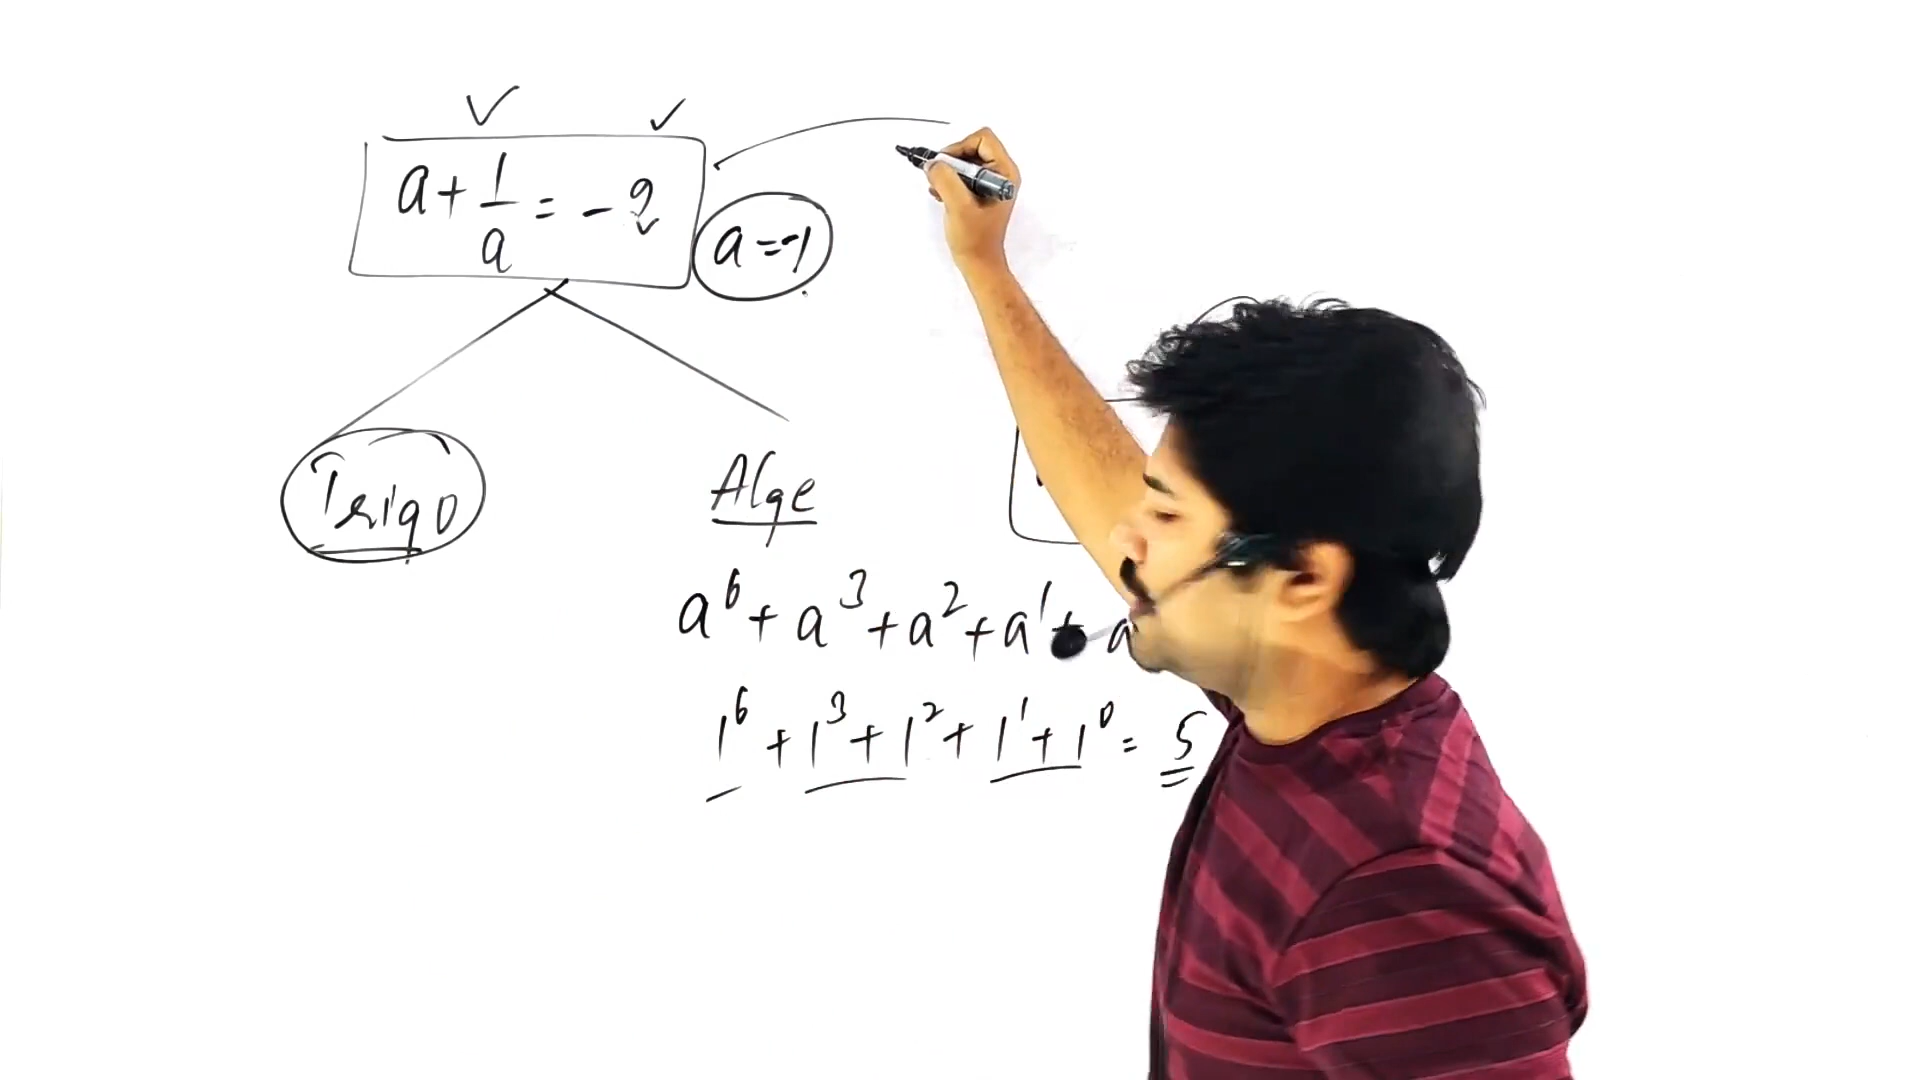 a + 1/a = -2
a = -1
Trigo
Alge
a⁶ + a³ + a² + a¹ + a
1⁶ + 1³ + 1² + 1¹ + 1⁰ = 5